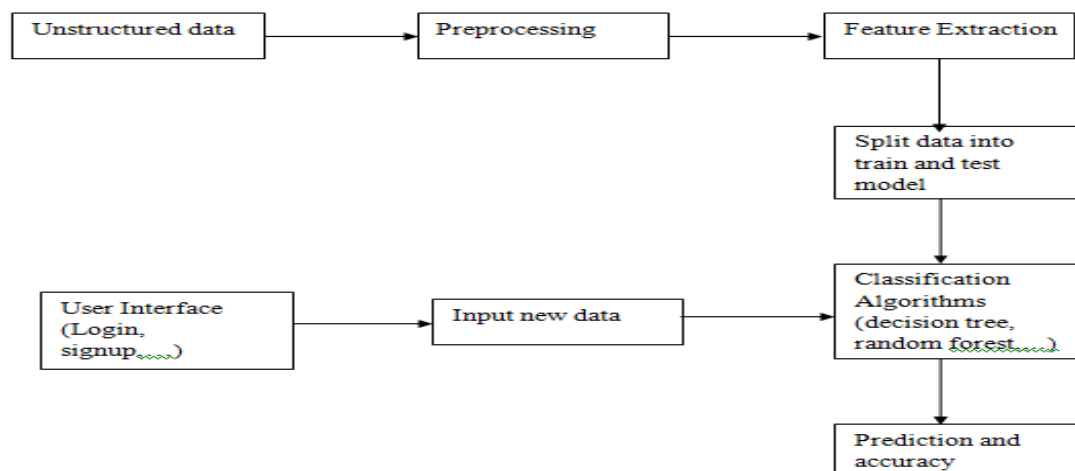 Unstructured data
Preprocessing
Feature Extraction
Split data into
train and test
model
User Interface
(Login,
signup,....)
Input new data
Classification
Algorithms
(decision tree,
random forest,...)
Prediction and
accuracy